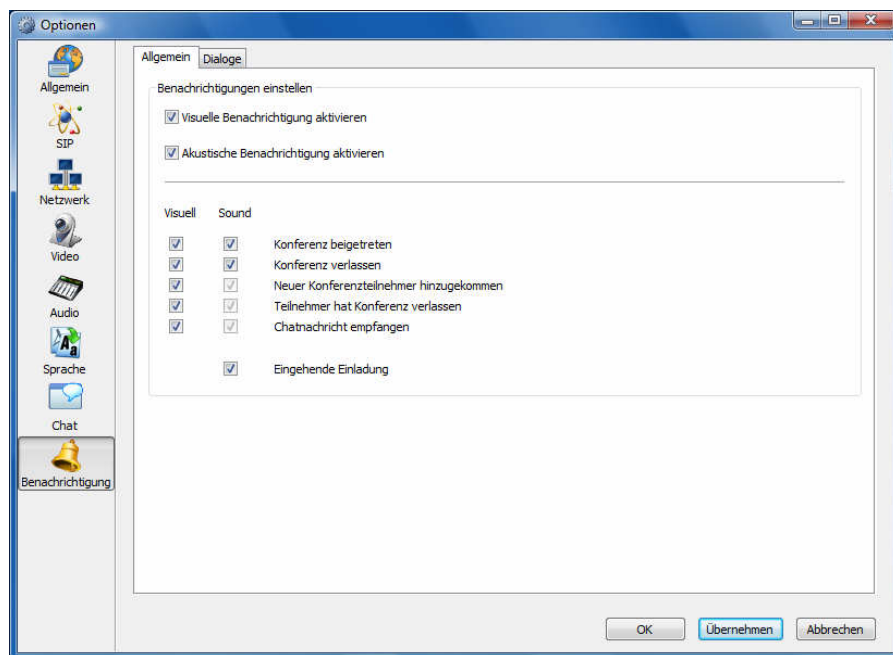 Optionen
Allgemein
SIP
Netzwerk
Video
Audio
Sprache
Chat
Benachrichtigung
Allgemein Dialoge
Benachrichtigungen einstellen
Visuelle Benachrichtigung aktivieren
Akustische Benachrichtigung aktivieren
Visuell Sound
Konferenz beigetreten
Konferenz verlassen
Neuer Konferenzteilnehmer hinzugekommen
Teilnehmer hat Konferenz verlassen
Chatnachricht empfangen
Eingehende Einladung
OK Übernehmen Abbrechen